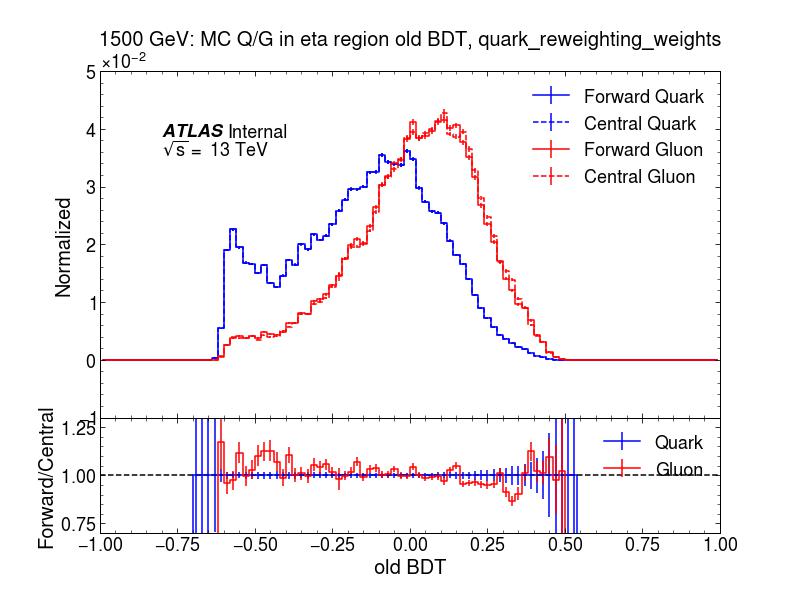 1500 GeV: MC Q/G in eta region old BDT, quark_reweighting_weights
×10⁻²
5
4
3
2
1
0
−1
Normalized
ATLAS Internal
√s = 13 TeV
Forward Quark
Central Quark
Forward Gluon
Central Gluon
1.25
1.00
0.75
Forward/Central
Quark
Gluon
−1.00 −0.75 −0.50 −0.25 0.00 0.25 0.50 0.75 1.00
old BDT